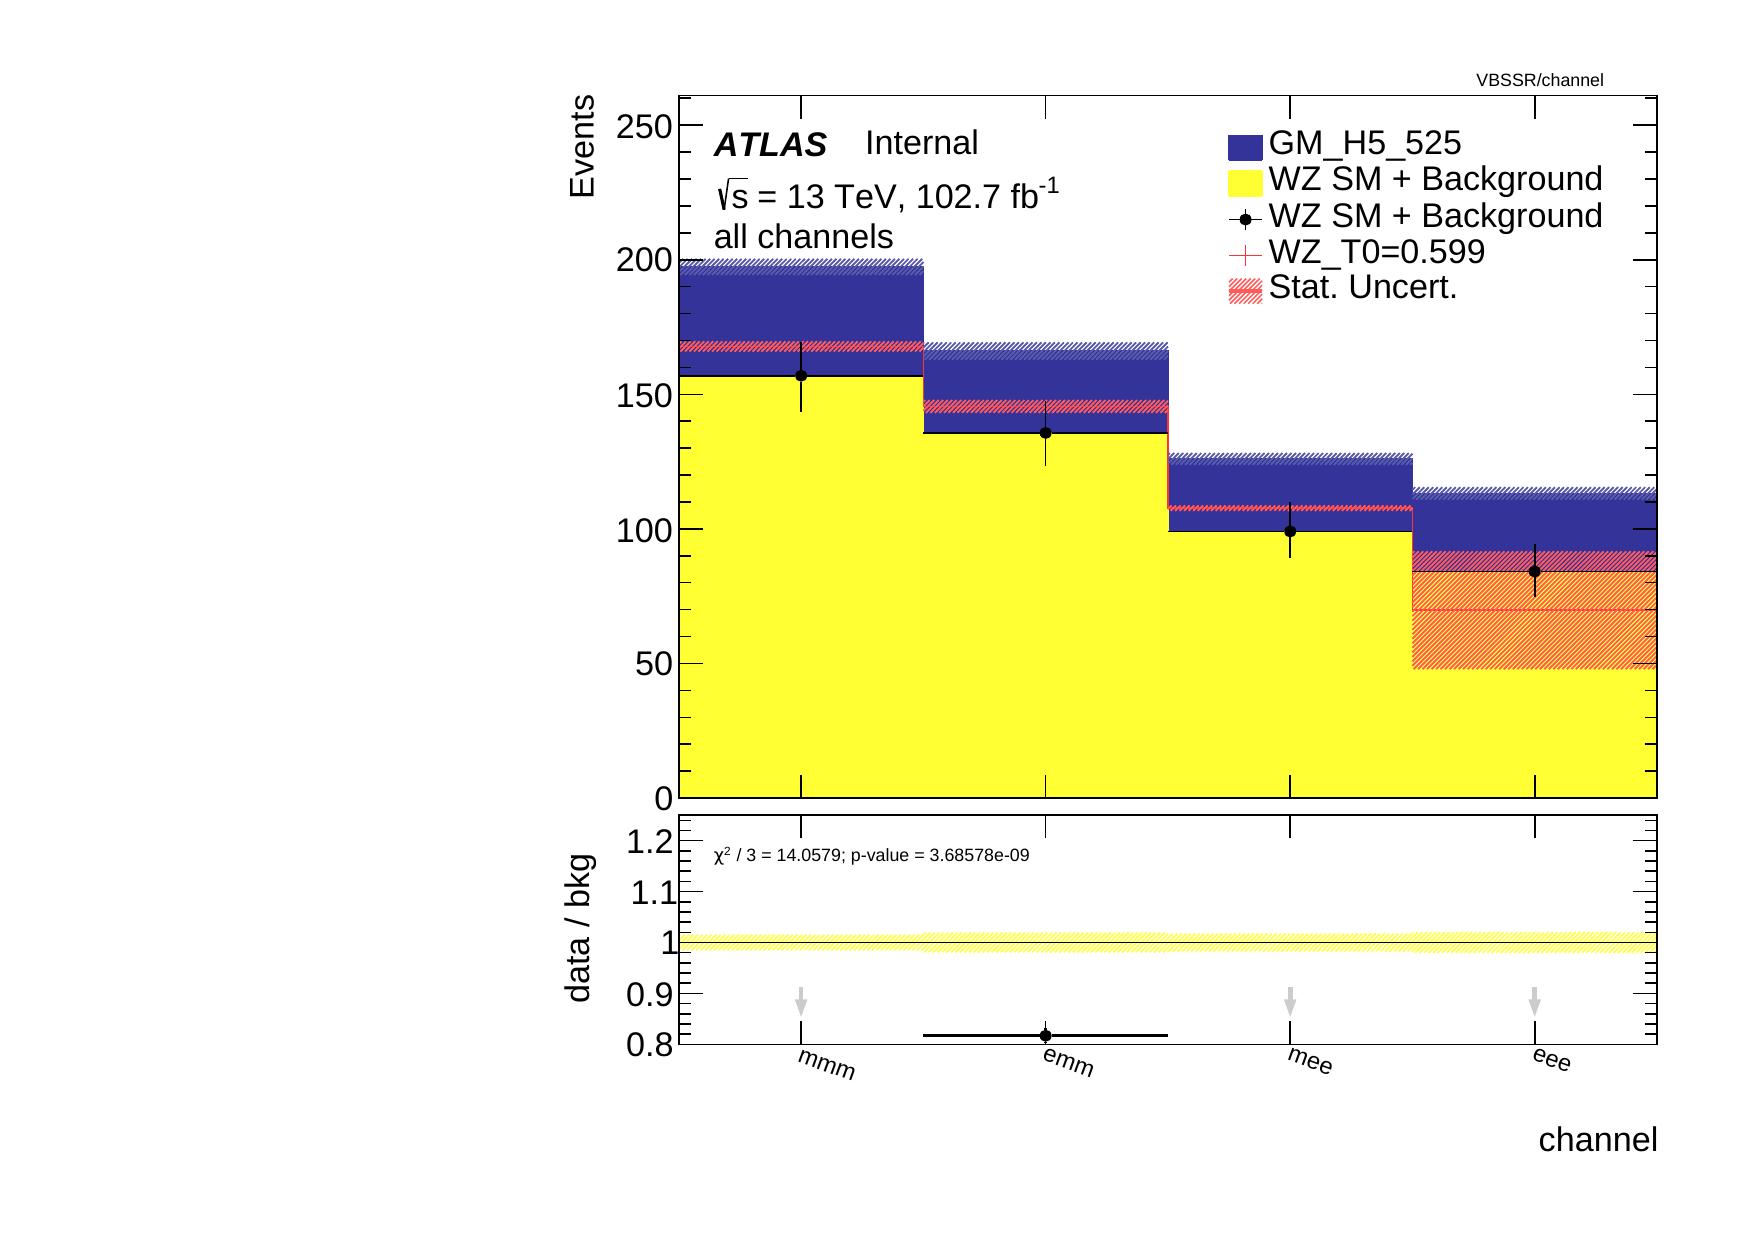 VBSSR/channel
Events
250
200
150
100
50
0
ATLAS Internal
√s = 13 TeV, 102.7 fb⁻¹
all channels
GM_H5_525
WZ SM + Background
WZ SM + Background
WZ_T0=0.599
Stat. Uncert.
data / bkg
1.2
1.1
1
0.9
0.8
χ² / 3 = 14.0579; p-value = 3.68578e-09
mmm
emm
mee
eee
channel